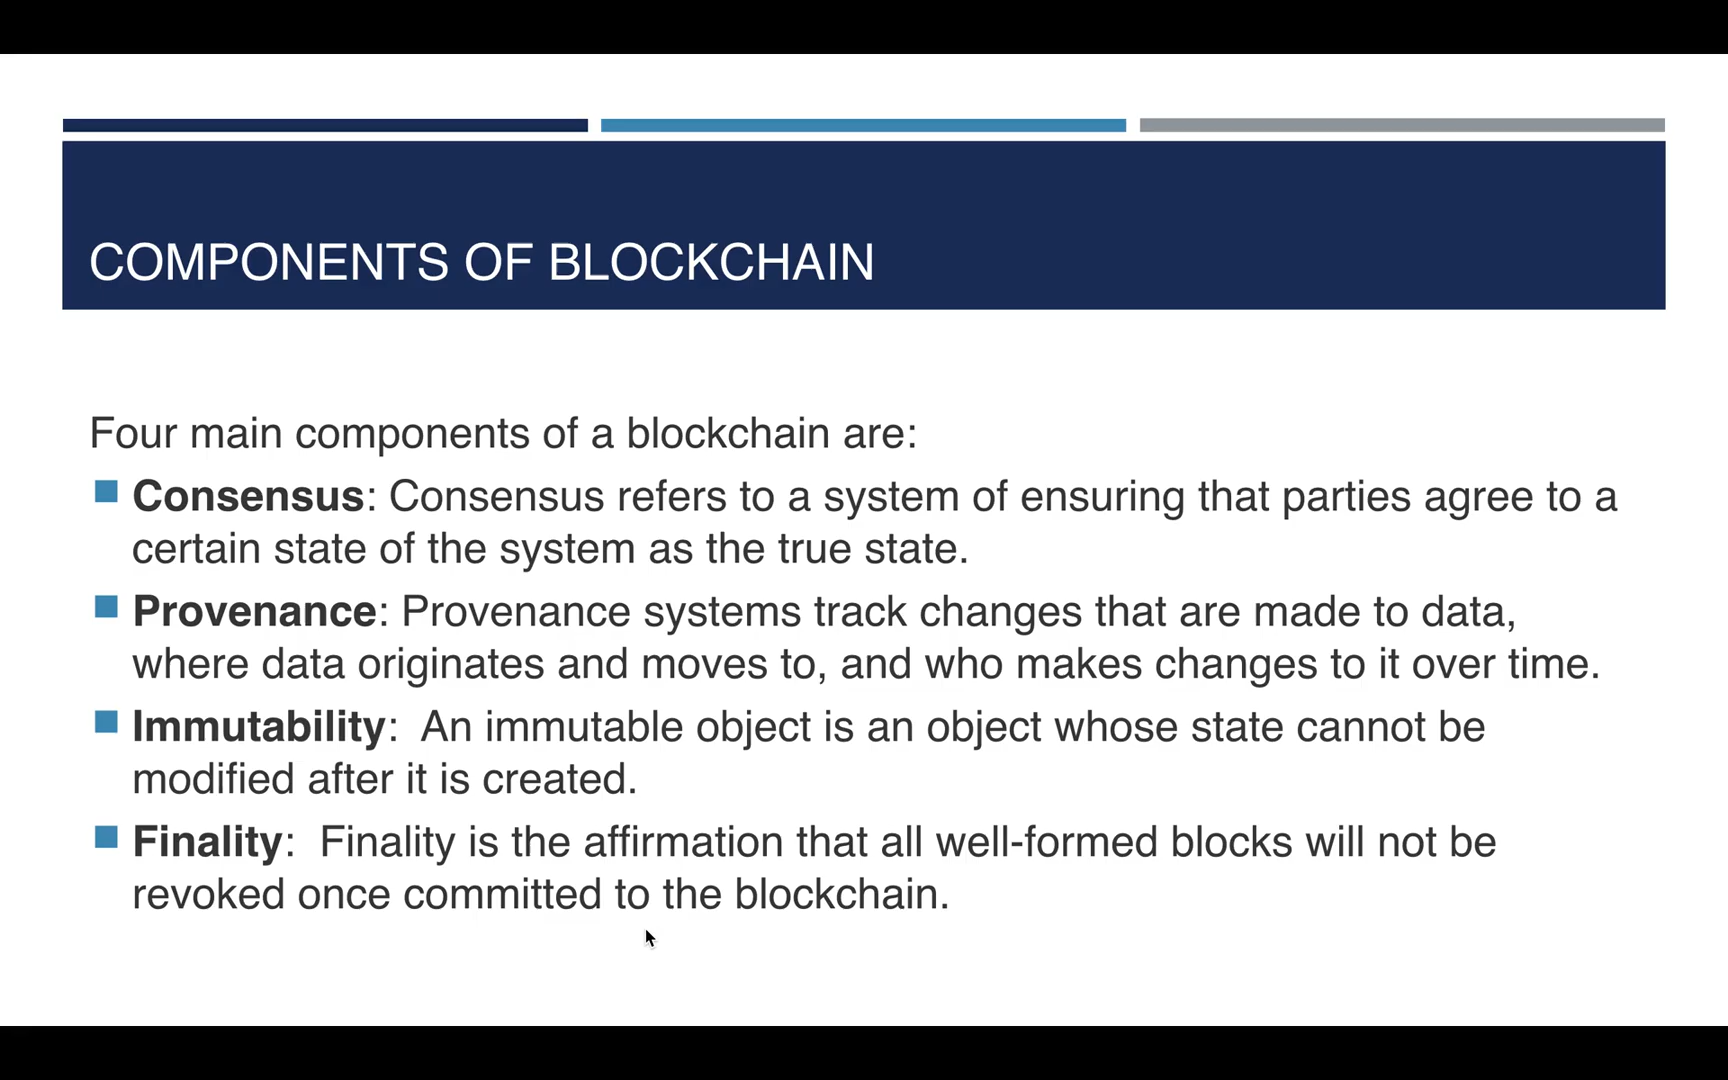 COMPONENTS OF BLOCKCHAIN
Four main components of a blockchain are:
Consensus: Consensus refers to a system of ensuring that parties agree to a
certain state of the system as the true state.
Provenance: Provenance systems track changes that are made to data,
where data originates and moves to, and who makes changes to it over time.
Immutability:  An immutable object is an object whose state cannot be
modified after it is created.
Finality:  Finality is the affirmation that all well-formed blocks will not be
revoked once committed to the blockchain.